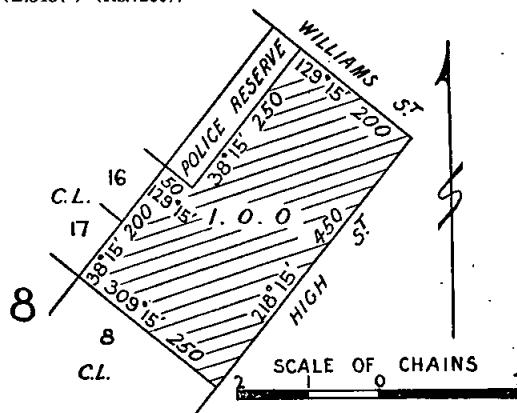 WILLIAMS ST.
129°15' 200
POLICE RESERVE
38°15' 250
16
50
129°15'
C.L.
17
38°15' 200
1. 0. 0
218°15' 450
HIGH ST.
309°15' 250
8
8
C.L.
SCALE OF CHAINS
2 1 0